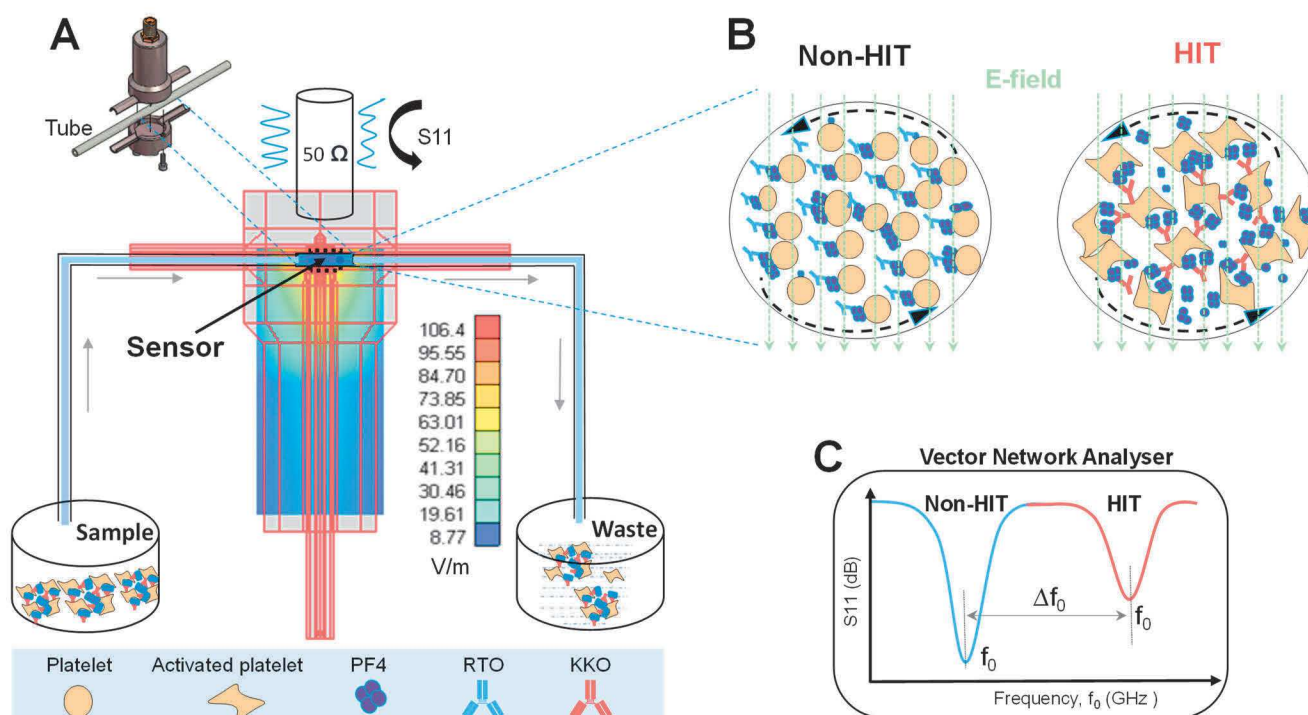 A
Tube
50 Ω
S11
Sensor
106.4
95.55
84.70
73.85
63.01
52.16
41.31
30.46
19.61
8.77
V/m
Sample
Waste
Platelet
Activated platelet
PF4
RTO
KKO
B
Non-HIT
HIT
E-field
C
Vector Network Analyser
Non-HIT
HIT
S11 (dB)
Δf₀
f₀
f₀
Frequency, f₀ (GHz )